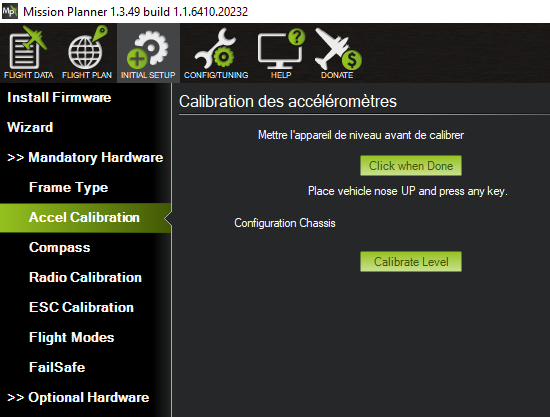 Mp
Mission Planner 1.3.49 build 1.1.6410.20232
FLIGHT DATA FLIGHT PLAN INITIAL SETUP CONFIG/TUNING HELP DONATE
Install Firmware
Calibration des accéléromètres
Wizard
Mettre l'appareil de niveau avant de calibrer
>> Mandatory Hardware
Click when Done
Frame Type
Place vehicle nose UP and press any key.
Accel Calibration
Configuration Chassis
Compass
Calibrate Level
Radio Calibration
ESC Calibration
Flight Modes
FailSafe
>> Optional Hardware